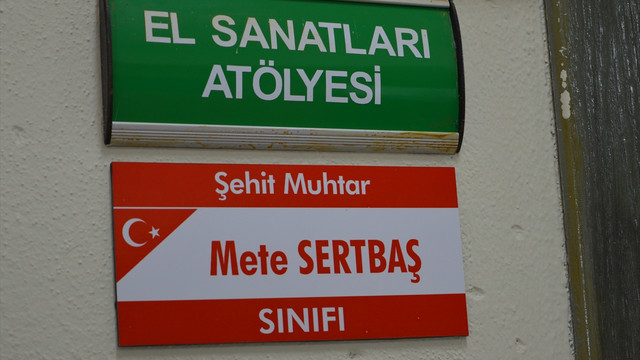 EL SANATLARI
ATÖLYESİ
Şehit Muhtar
Mete SERTBAŞ
SINIFI